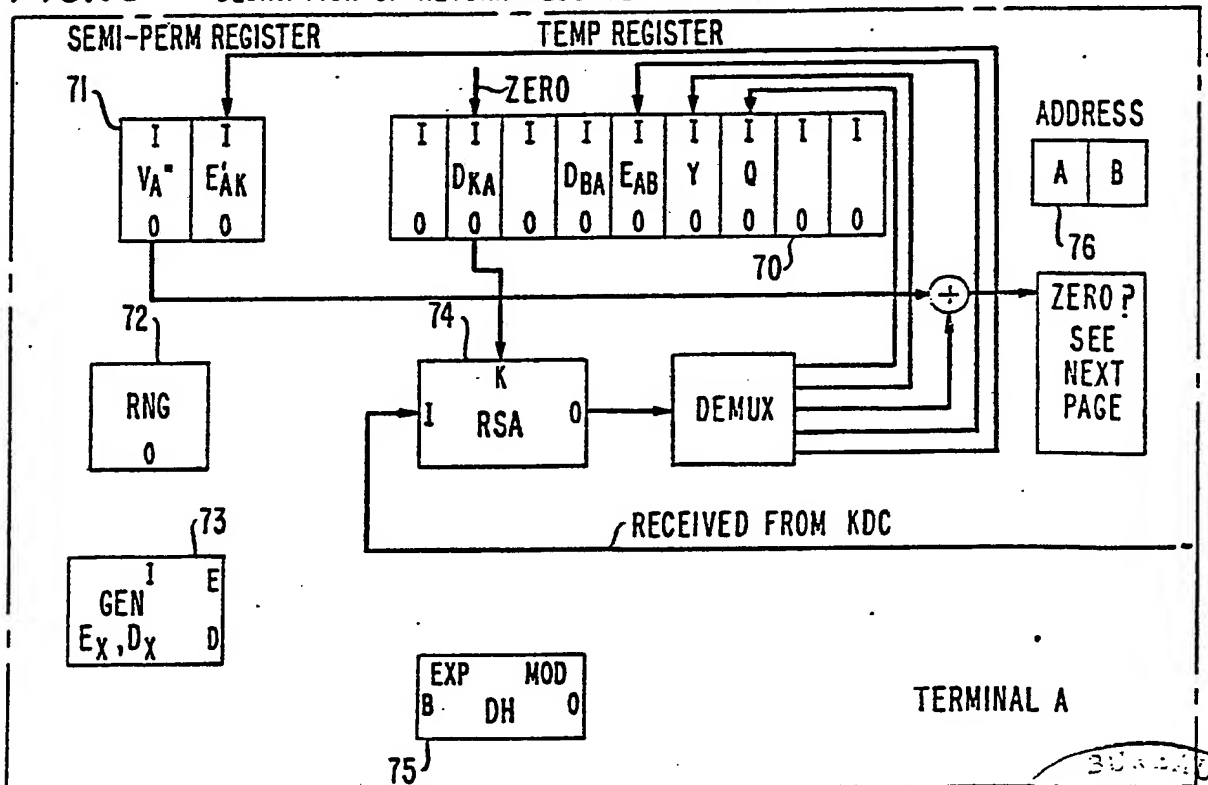 SEMI-PERM REGISTER
TEMP REGISTER
71
ZERO
I I
V_A" E'_AK
0 0
I I I I I I I I I
D_KA D_BA E_AB Y Q
0 0 0 0 0 0 0 0 0
70
ADDRESS
A B
76
72
RNG
0
74
K
I RSA 0
DEMUX
÷
ZERO?
SEE
NEXT
PAGE
RECEIVED FROM KDC
73
I E
GEN
E_X,D_X D
EXP MOD
B DH 0
75
TERMINAL A